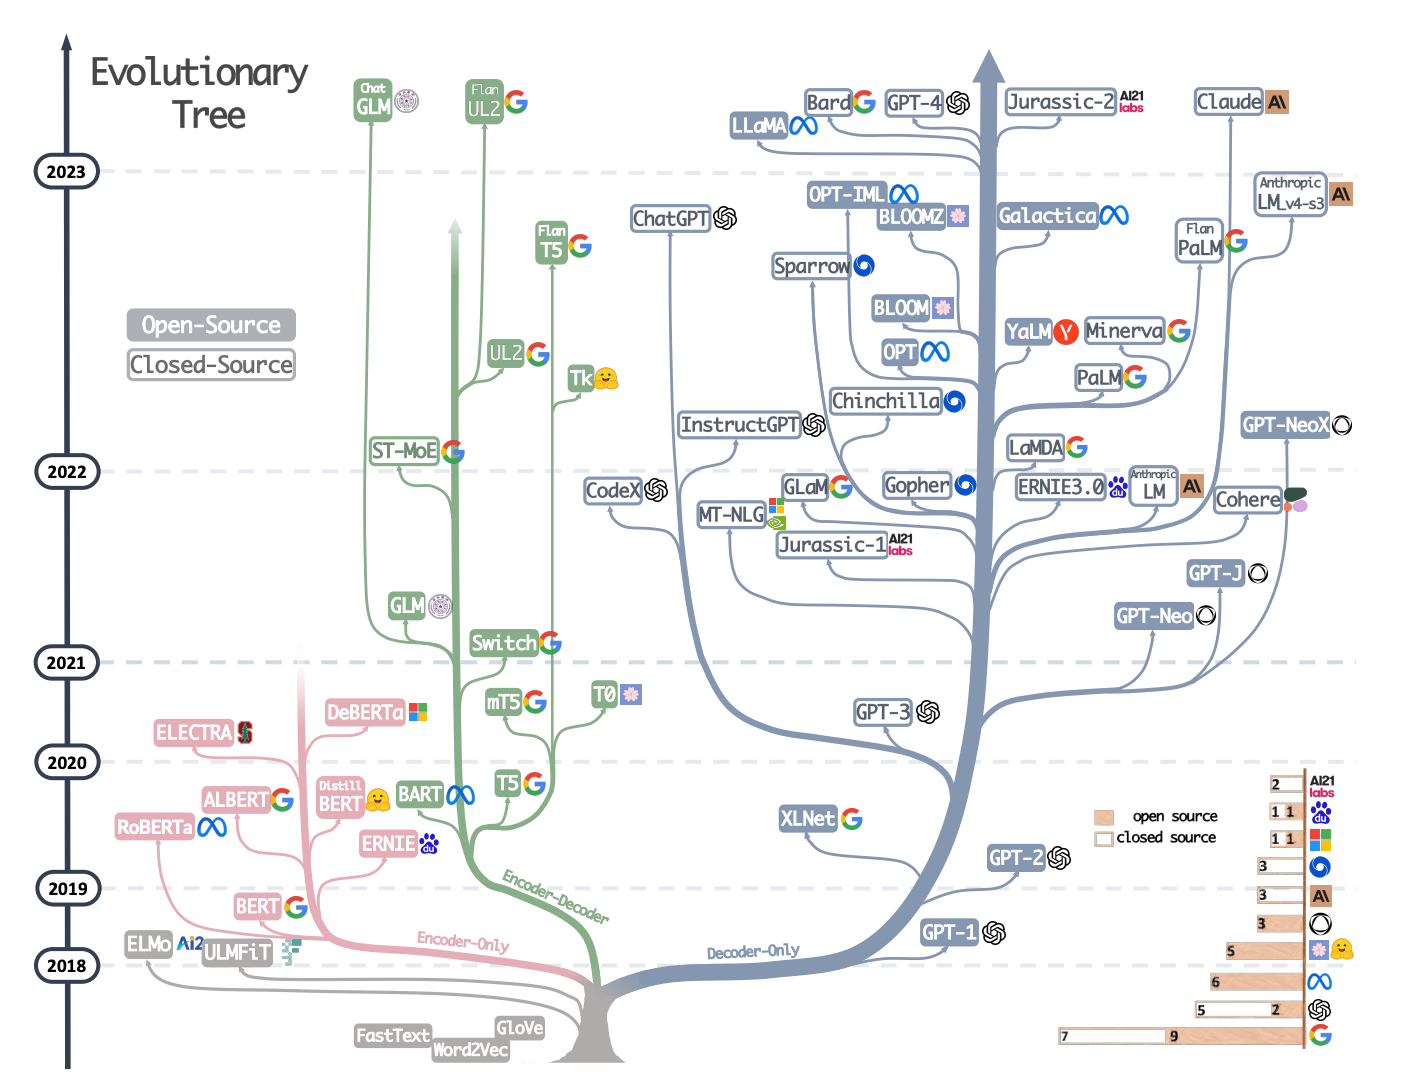 Evolutionary
Tree
2023
2022
2021
2020
2019
2018
Open-Source
Closed-Source
Chat
GLM
Flan
UL2
LLaMA
Bard
GPT-4
Jurassic-2
AI21
labs
Claude
A\
OPT-IML
BLOOMZ
Galactica
Anthropic
LM_v4-s3
A\
ChatGPT
Flan
T5
Flan
PaLM
Sparrow
BLOOM
YaLM
Y
Minerva
OPT
UL2
Tk
PaLM
Chinchilla
InstructGPT
GPT-NeoX
ST-MoE
LaMDA
CodeX
GLaM
Gopher
ERNIE3.0
du
Anthropic
LM
A\
Cohere
MT-NLG
Jurassic-1
AI21
labs
GPT-J
GLM
GPT-Neo
Switch
mT5
T0
DeBERTa
GPT-3
ELECTRA
S
T5
BART
Distill
BERT
ALBERT
RoBERTa
ERNIE
du
XLNet
GPT-2
BERT
GPT-1
ELMo
Ai2
ULMFiT
Encoder-Only
Encoder-Decoder
Decoder-Only
FastText
Word2Vec
GloVe
open source
closed source
2
AI21
labs
1 1
du
1 1
3
3
A\
3
5
6
5 2
7 9